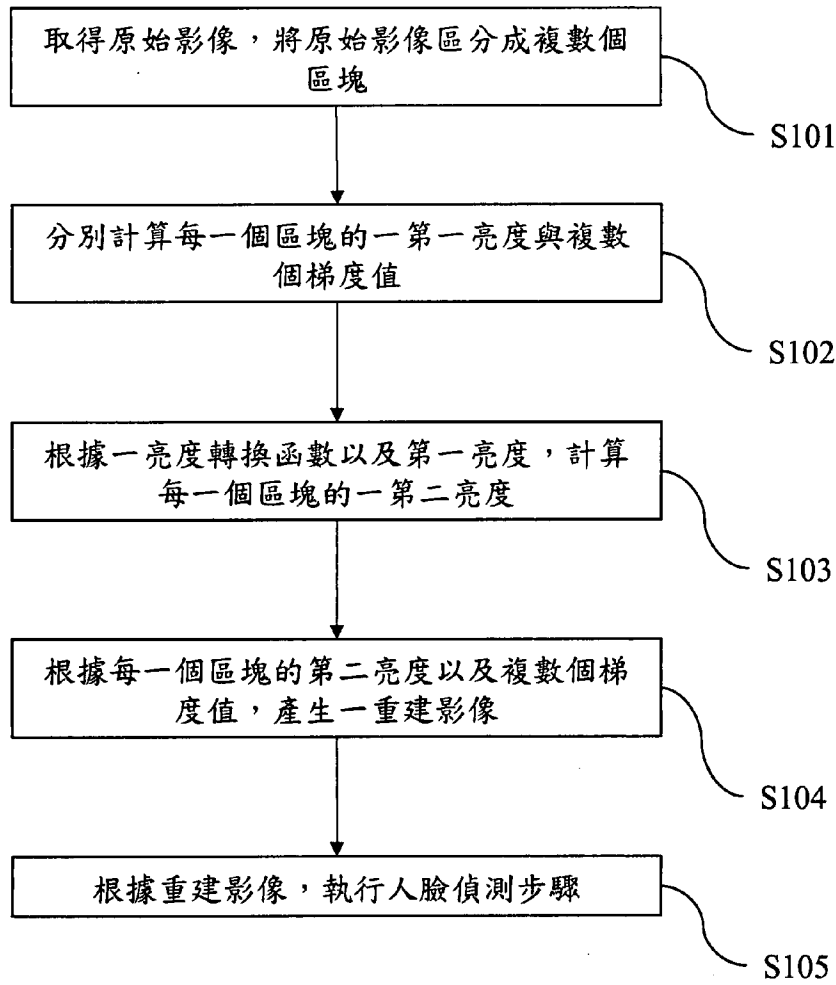 取得原始影像，將原始影像區分成複數個
區塊
S101
分別計算每一個區塊的一第一亮度與複數
個梯度值
S102
根據一亮度轉換函數以及第一亮度，計算
每一個區塊的一第二亮度
S103
根據每一個區塊的第二亮度以及複數個梯
度值，產生一重建影像
S104
根據重建影像，執行人臉偵測步驟
S105